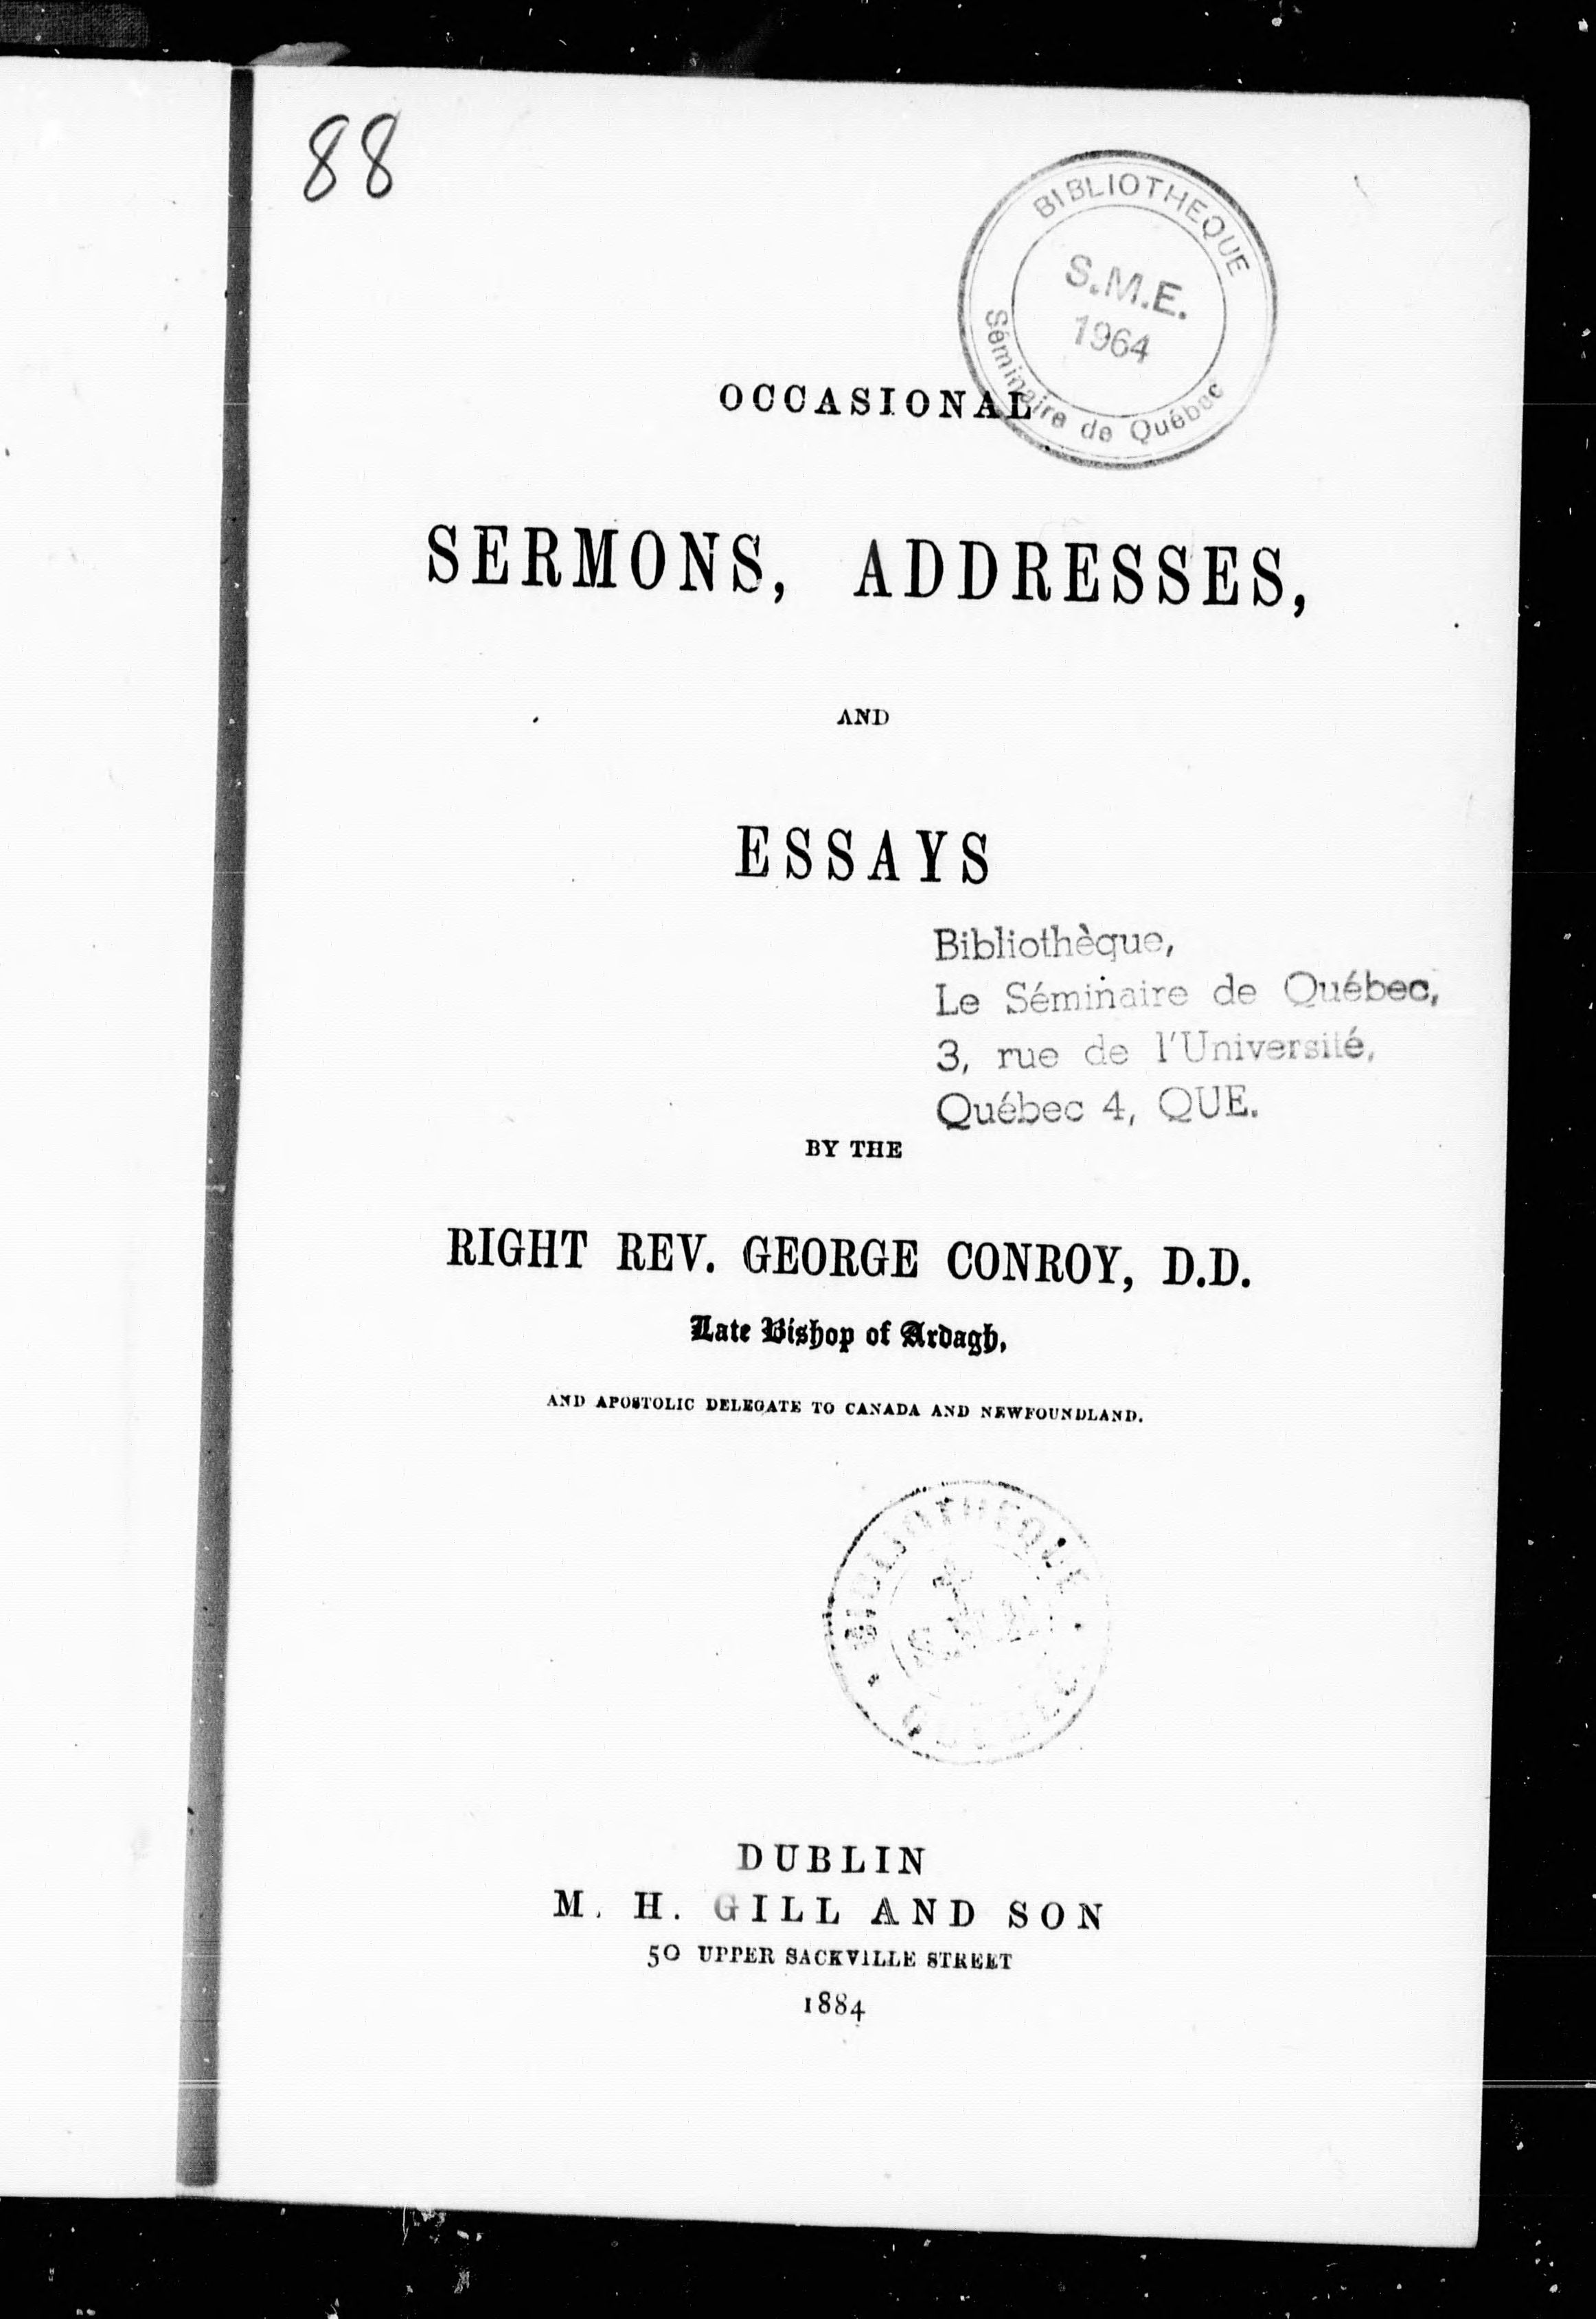 88
BIBLIOTHEQUE
S.M.E.
1964
Séminaire de Québec
OCCASIONAL
SERMONS, ADDRESSES,
AND
ESSAYS
Bibliothèque,
Le Séminaire de Québec,
3, rue de l'Université,
Québec 4, QUE.
BY THE
RIGHT REV. GEORGE CONROY, D.D.
Late Bishop of Ardagh,
AND APOSTOLIC DELEGATE TO CANADA AND NEWFOUNDLAND.
BIBLIOTHEQUE
DUBLIN
M. H. GILL AND SON
50 UPPER SACKVILLE STREET
1884